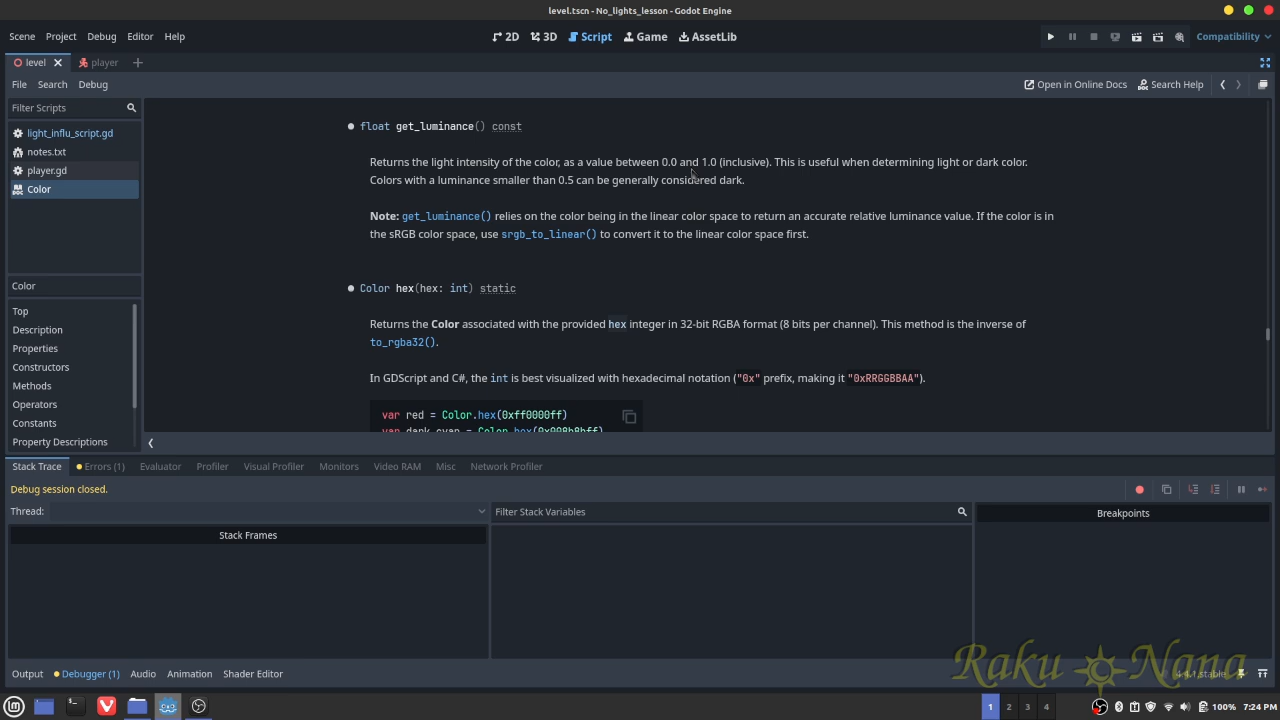 level.tscn - No_lights_lesson - Godot Engine
Scene Project Debug Editor Help 2D 3D Script Game AssetLib Compatibility
level player
File Search Debug Open in Online Docs Search Help
Filter Scripts
light_influ_script.gd
notes.txt
player.gd
Color
Color
Top
Description
Properties
Constructors
Methods
Operators
Constants
Property Descriptions
float get_luminance() const
Returns the light intensity of the color, as a value between 0.0 and 1.0 (inclusive). This is useful when determining light or dark color.
Colors with a luminance smaller than 0.5 can be generally considered dark.
Note: get_luminance() relies on the color being in the linear color space to return an accurate relative luminance value. If the color is in
the sRGB color space, use srgb_to_linear() to convert it to the linear color space first.
Color hex(hex: int) static
Returns the Color associated with the provided hex integer in 32-bit RGBA format (8 bits per channel). This method is the inverse of
to_rgba32().
In GDScript and C#, the int is best visualized with hexadecimal notation ("0x" prefix, making it "0xRRGGBBAA").
var red = Color.hex(0xff0000ff)
var dark_cyan = Color.hex(0x008b8bff)
Stack Trace Errors (1) Evaluator Profiler Visual Profiler Monitors Video RAM Misc Network Profiler
Debug session closed.
Thread: Filter Stack Variables Breakpoints
Stack Frames
Output Debugger (1) Audio Animation Shader Editor
Raku Nana
1 2 3 4 100% 7:24 PM